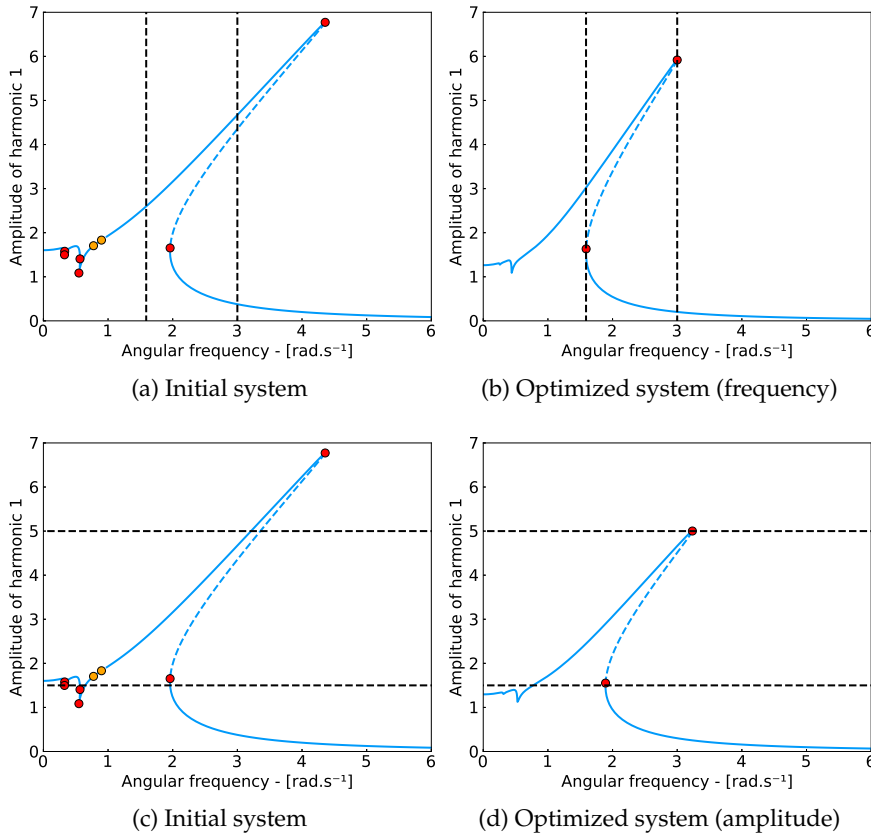 7
6
5
4
3
2
1
0
Amplitude of harmonic 1
0 1 2 3 4 5 6
Angular frequency - [rad.s⁻¹]
(a) Initial system
7
6
5
4
3
2
1
0
Amplitude of harmonic 1
0 1 2 3 4 5 6
Angular frequency - [rad.s⁻¹]
(b) Optimized system (frequency)
7
6
5
4
3
2
1
0
Amplitude of harmonic 1
0 1 2 3 4 5 6
Angular frequency - [rad.s⁻¹]
(c) Initial system
7
6
5
4
3
2
1
0
Amplitude of harmonic 1
0 1 2 3 4 5 6
Angular frequency - [rad.s⁻¹]
(d) Optimized system (amplitude)